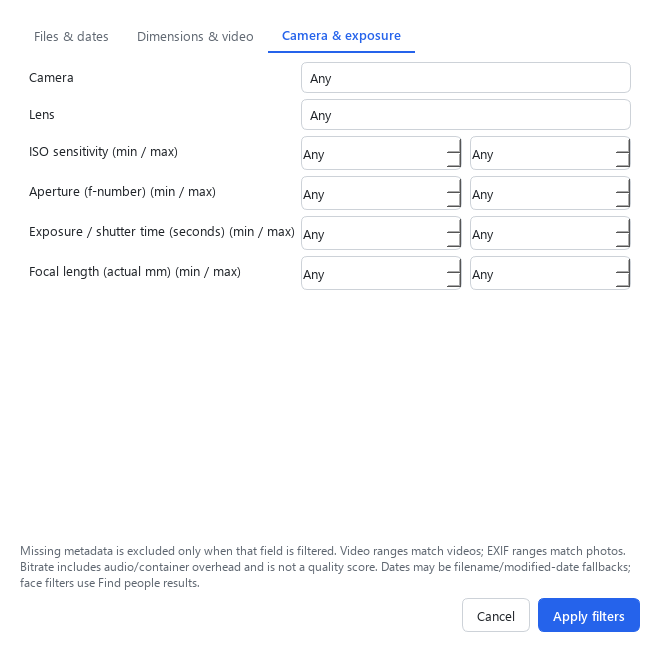 Files & dates Dimensions & video Camera & exposure
Camera Any
Lens Any
ISO sensitivity (min / max) Any Any
Aperture (f-number) (min / max) Any Any
Exposure / shutter time (seconds) (min / max) Any Any
Focal length (actual mm) (min / max) Any Any
Missing metadata is excluded only when that field is filtered. Video ranges match videos; EXIF ranges match photos.
Bitrate includes audio/container overhead and is not a quality score. Dates may be filename/modified-date fallbacks;
face filters use Find people results.
Cancel Apply filters